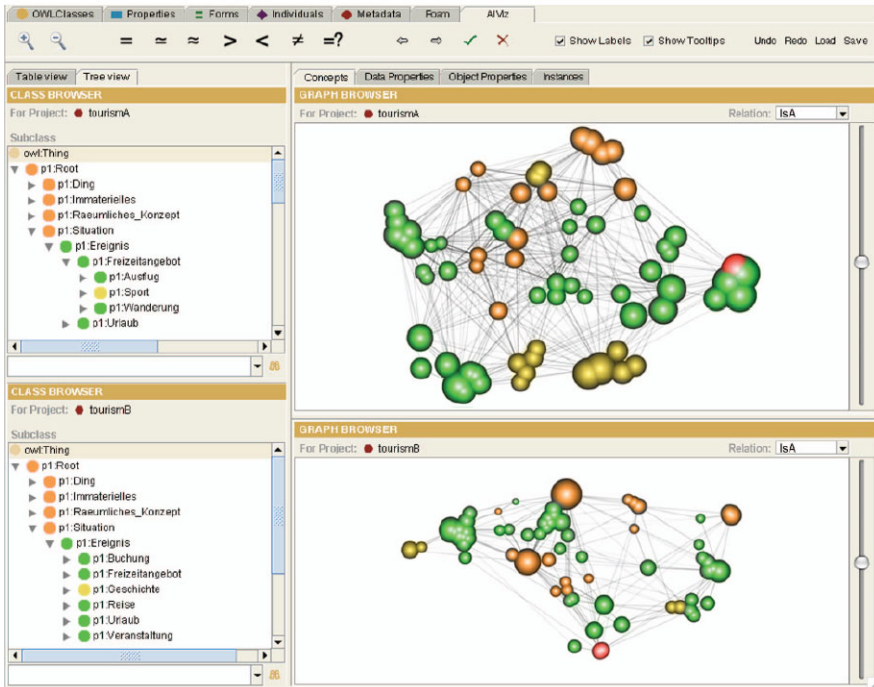 OWLClasses Properties Forms Individuals Metadata Foam AlViz
= ≃ ≈ > < ≠ =? Show Labels Show Tooltips Undo Redo Load Save
Table view Tree view
CLASS BROWSER
For Project: tourismA
Subclass
owl:Thing
p1:Root
p1:Ding
p1:Immaterielles
p1:Raeumliches_Konzept
p1:Situation
p1:Ereignis
p1:Freizeitangebot
p1:Ausflug
p1:Sport
p1:Wanderung
p1:Urlaub
CLASS BROWSER
For Project: tourismB
Subclass
owl:Thing
p1:Root
p1:Ding
p1:Immaterielles
p1:Raeumliches_Konzept
p1:Situation
p1:Ereignis
p1:Buchung
p1:Freizeitangebot
p1:Geschichte
p1:Reise
p1:Urlaub
p1:Veranstaltung
Concepts Data Properties Object Properties Instances
GRAPH BROWSER
For Project: tourismA Relation: IsA
GRAPH BROWSER
For Project: tourismB Relation: IsA